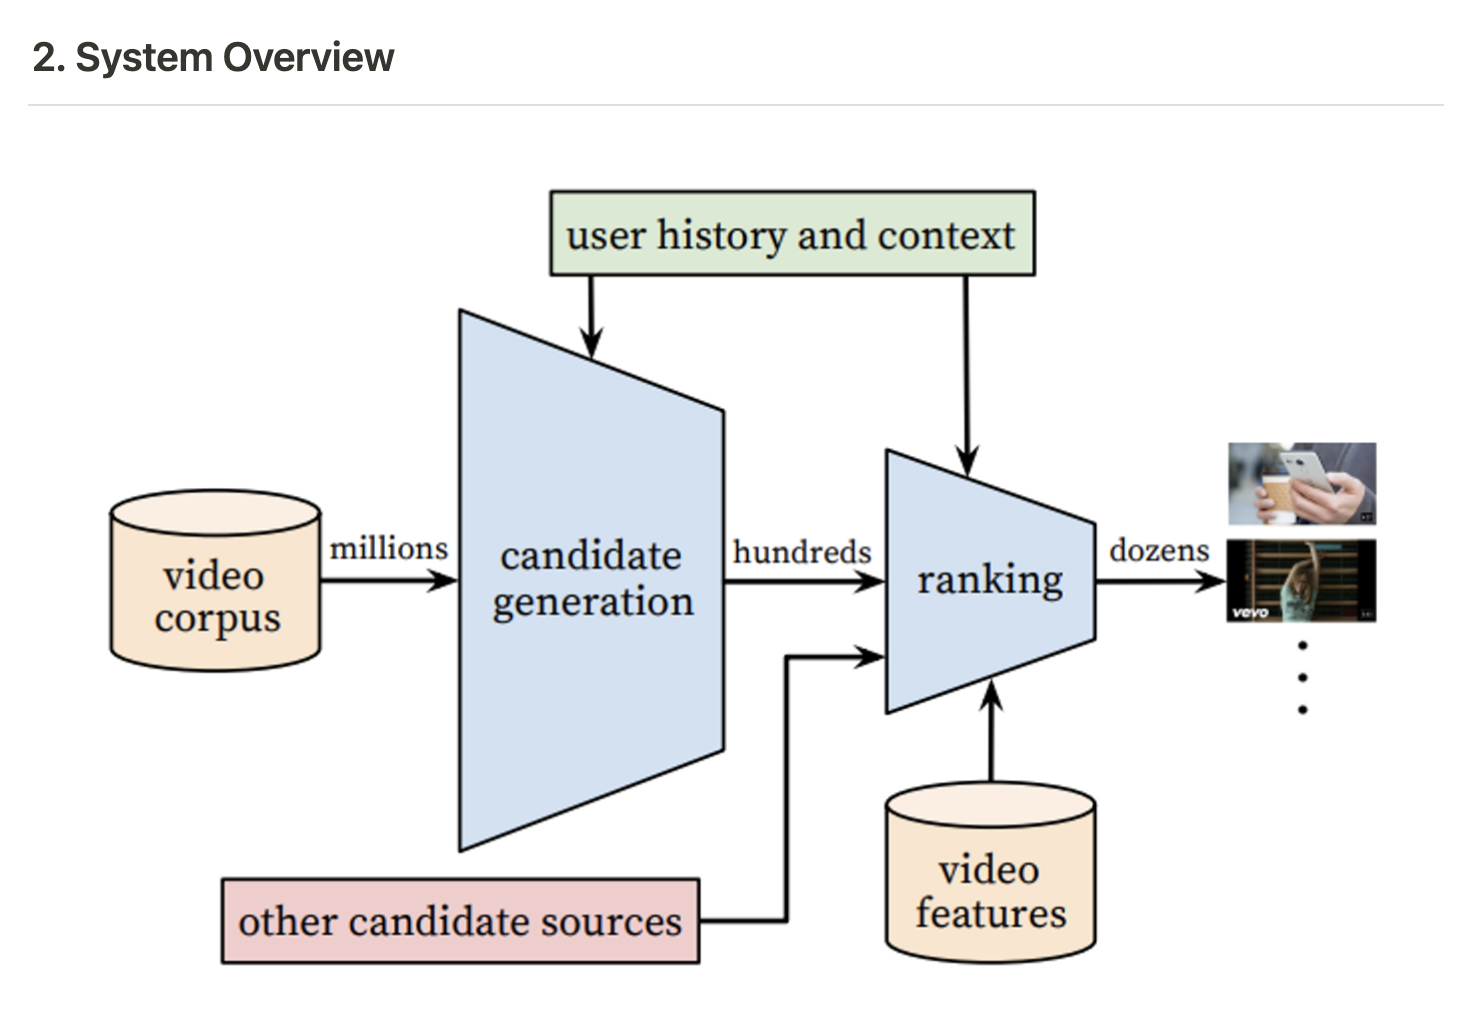 2. System Overview
user history and context
millions
video
corpus
candidate
generation
hundreds
ranking
dozens
vevo
other candidate sources
video
features